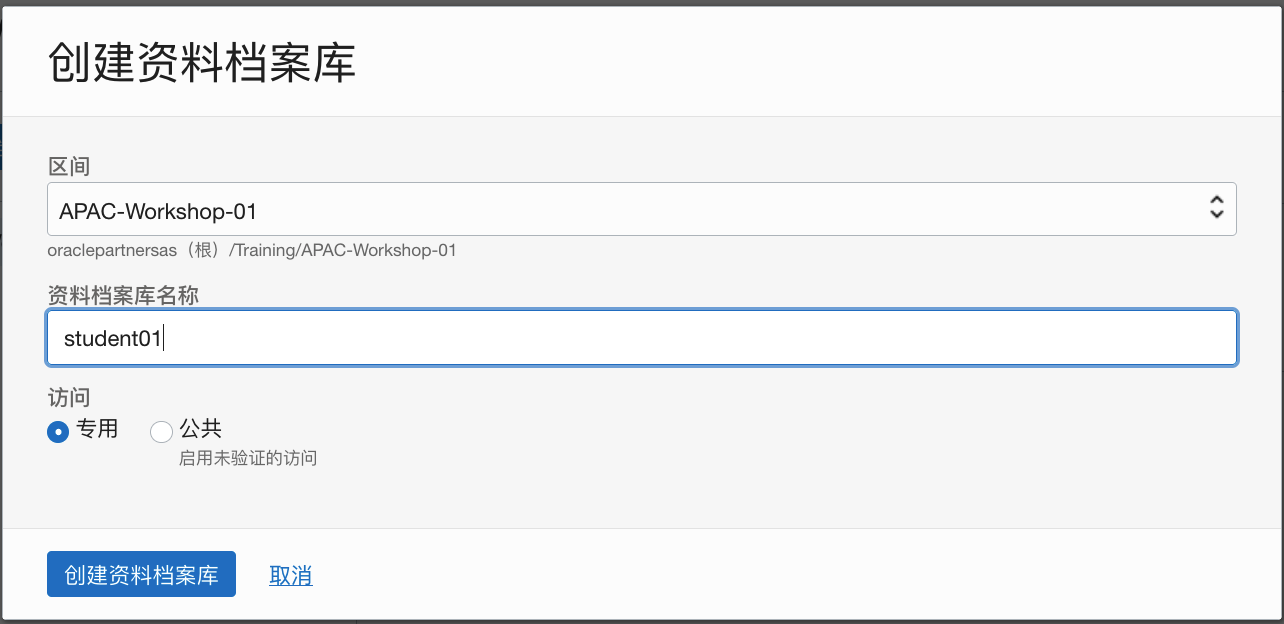 创建资料档案库
区间
APAC-Workshop-01
oraclepartnersas（根）/Training/APAC-Workshop-01
资料档案库名称
student01
访问
专用
公共
启用未验证的访问
创建资料档案库 取消